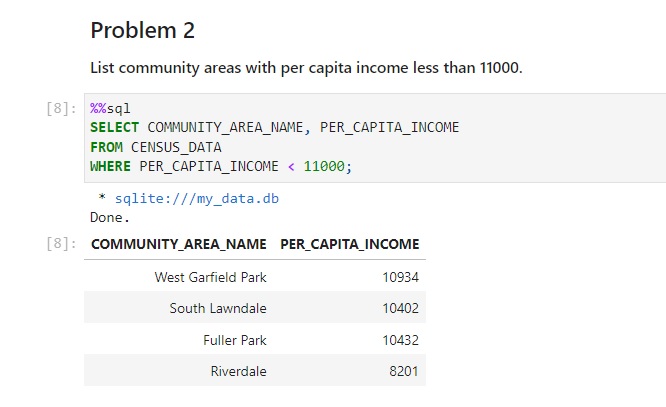 Problem 2
List community areas with per capita income less than 11000.
[8]: %%sql
SELECT COMMUNITY_AREA_NAME, PER_CAPITA_INCOME
FROM CENSUS_DATA
WHERE PER_CAPITA_INCOME < 11000;
* sqlite:///my_data.db
Done.
[8]: COMMUNITY_AREA_NAME PER_CAPITA_INCOME
West Garfield Park 10934
South Lawndale 10402
Fuller Park 10432
Riverdale 8201